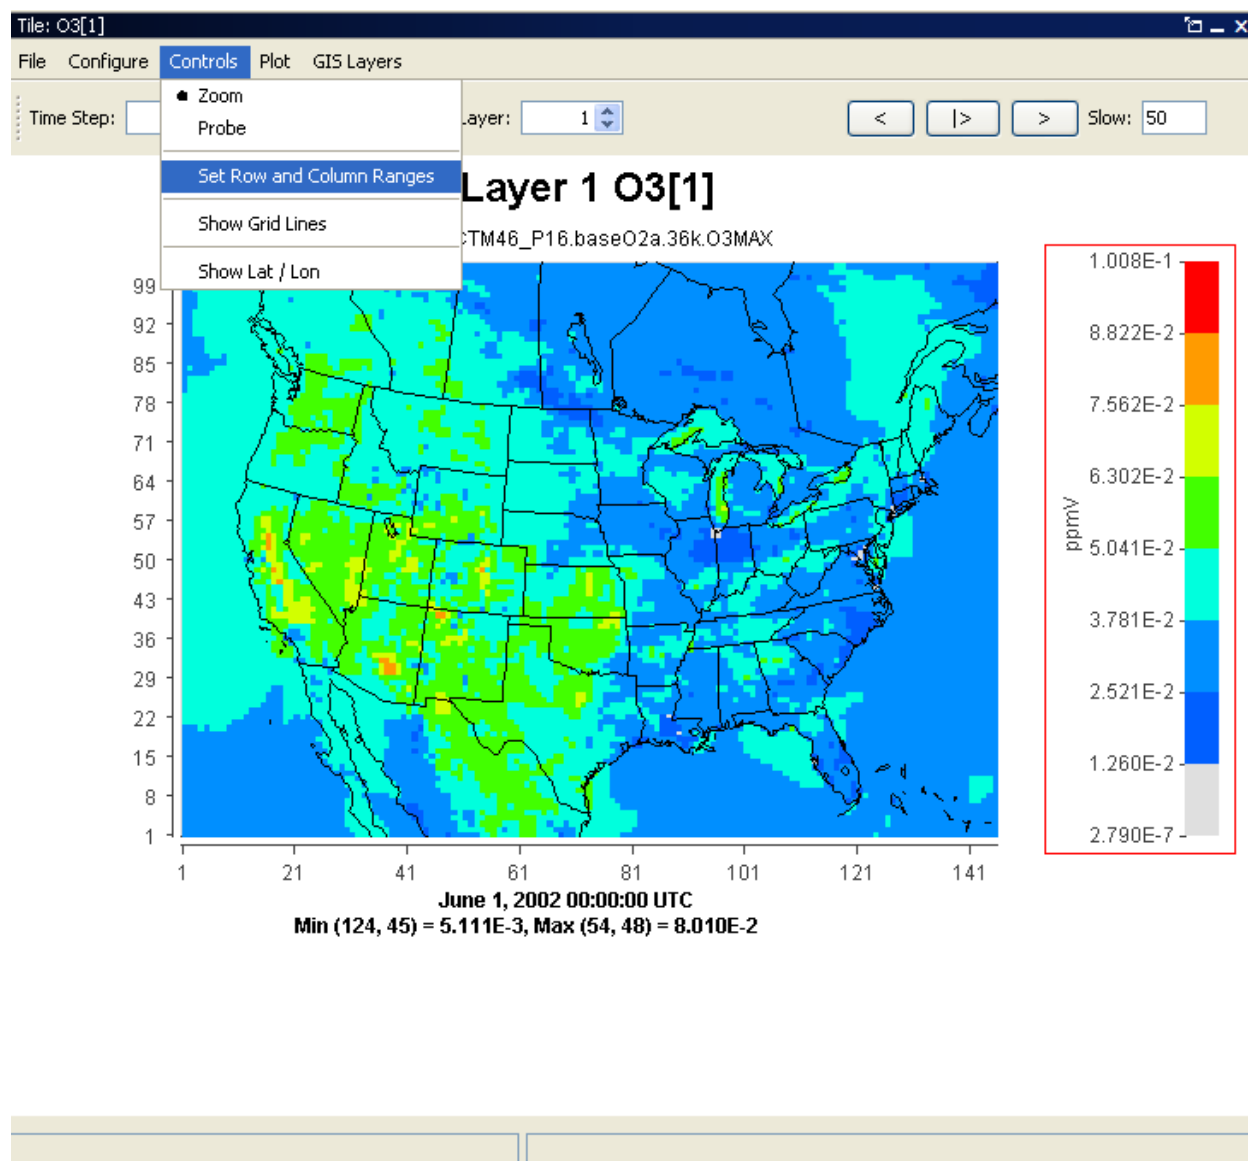 Tile: O3[1]
File Configure Controls Plot GIS Layers
Zoom
Time Step: Layer: 1 < |> > Slow: 50
Probe
Set Row and Column Ranges
Layer 1 O3[1]
Show Grid Lines
CTM46_P16.baseO2a.36k.O3MAX
Show Lat / Lon
99
92
85
78
71
64
57
50
43
36
29
22
15
8
1
1 21 41 61 81 101 121 141
June 1, 2002 00:00:00 UTC
Min (124, 45) = 5.111E-3, Max (54, 48) = 8.010E-2
ppmV
1.008E-1
8.822E-2
7.562E-2
6.302E-2
5.041E-2
3.781E-2
2.521E-2
1.260E-2
2.790E-7